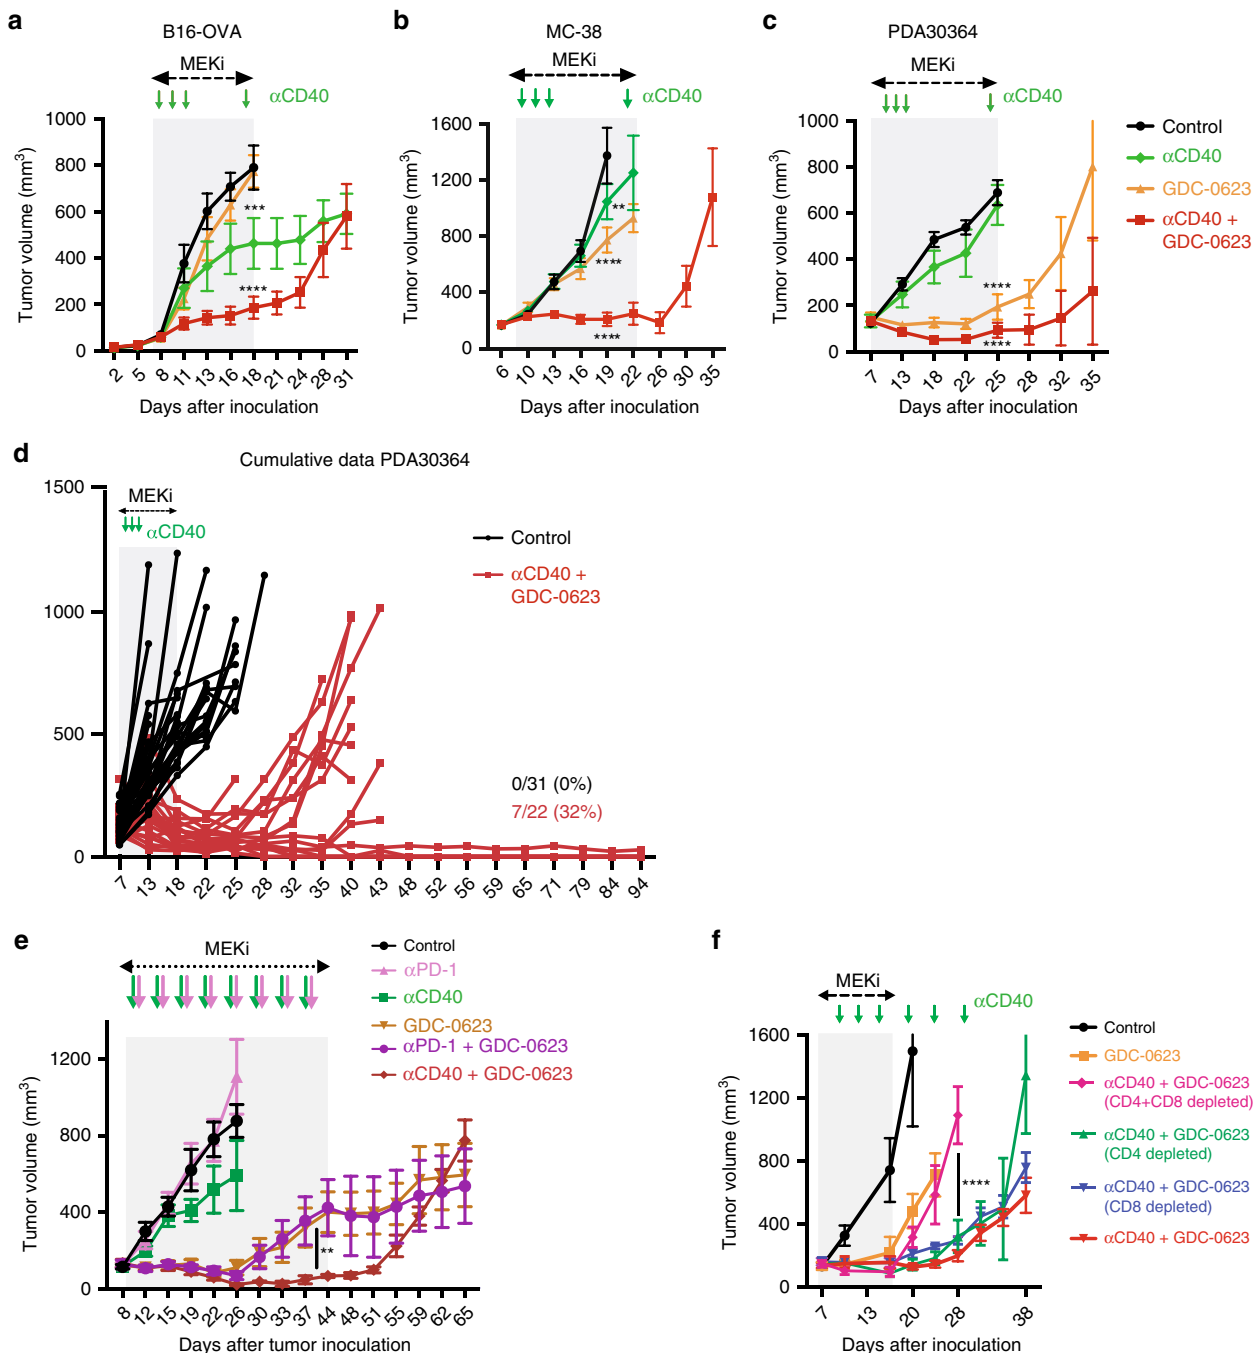 a
B16-OVA
MEKi
αCD40
Tumor volume (mm³)
1000
800
600
400
200
0
***
****
2 5 8 11 13 16 18 21 24 28 31
Days after inoculation
b
MC-38
MEKi
αCD40
Tumor volume (mm³)
1600
1200
800
400
0
**
****
****
6 10 13 16 19 22 26 30 35
Days after inoculation
c
PDA30364
MEKi
αCD40
Tumor volume (mm³)
1000
800
600
400
200
0
****
****
7 13 18 22 25 28 32 35
Days after inoculation
Control
αCD40
GDC-0623
αCD40 +
GDC-0623
d
Cumulative data PDA30364
1500
1000
500
0
MEKi
αCD40
Control
αCD40 +
GDC-0623
0/31 (0%)
7/22 (32%)
7 13 18 22 25 28 32 35 40 43 48 52 56 59 65 71 79 84 94
e
MEKi
Control
αPD-1
αCD40
GDC-0623
αPD-1 + GDC-0623
αCD40 + GDC-0623
Tumor volume (mm³)
1200
800
400
0
**
8 12 15 19 22 26 30 33 37 44 48 51 55 59 62 65
Days after tumor inoculation
f
MEKi
αCD40
Tumor volume (mm³)
1600
1200
800
400
0
****
7 13 20 28 38
Days after inoculation
Control
GDC-0623
αCD40 + GDC-0623
(CD4+CD8 depleted)
αCD40 + GDC-0623
(CD4 depleted)
αCD40 + GDC-0623
(CD8 depleted)
αCD40 + GDC-0623